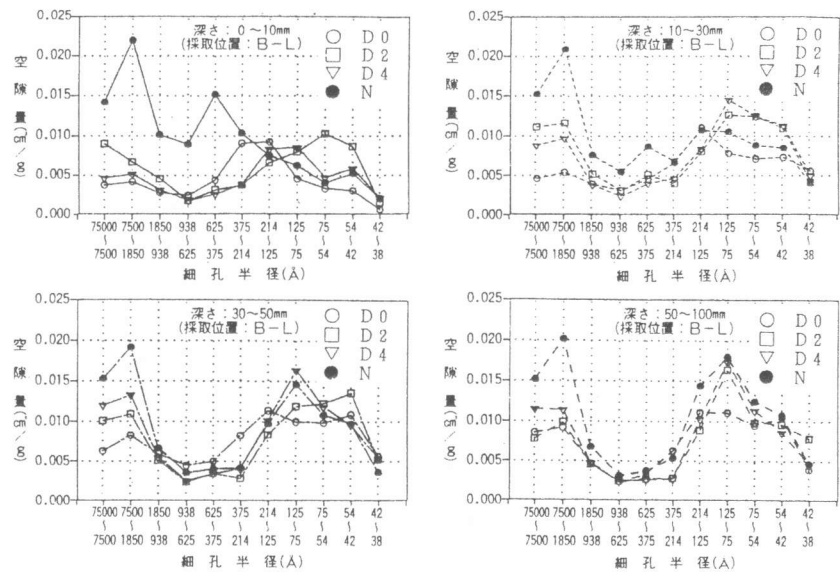 深さ：0～10mm
(採取位置：B－L)
○ D0
□ D2
▽ D4
● N
0.025
0.020
0.015
0.010
0.005
0.000
空隙量(cm/g)
75000 7500 1850 938 625 375 214 125 75 54 42
～ ～ ～ ～ ～ ～ ～ ～ ～ ～ ～
7500 1850 938 625 375 214 125 75 54 42 38
細孔半径(Å)
深さ：10～30mm
(採取位置：B－L)
○ D0
□ D2
▽ D4
● N
0.025
0.020
0.015
0.010
0.005
0.000
空隙量(cm/g)
75000 7500 1850 938 625 375 214 125 75 54 42
～ ～ ～ ～ ～ ～ ～ ～ ～ ～ ～
7500 1850 938 625 375 214 125 75 54 42 38
細孔半径(Å)
深さ：30～50mm
(採取位置：B－L)
○ D0
□ D2
▽ D4
● N
0.025
0.020
0.015
0.010
0.005
0.000
空隙量(cm/g)
75000 7500 1850 938 625 375 214 125 75 54 42
～ ～ ～ ～ ～ ～ ～ ～ ～ ～ ～
7500 1850 938 625 375 214 125 75 54 42 38
細孔半径(Å)
深さ：50～100mm
(採取位置：B－L)
○ D0
□ D2
▽ D4
● N
0.025
0.020
0.015
0.010
0.005
0.000
空隙量(cm/g)
75000 7500 1850 938 625 375 214 125 75 54 42
～ ～ ～ ～ ～ ～ ～ ～ ～ ～ ～
7500 1850 938 625 375 214 125 75 54 42 38
細孔半径(Å)